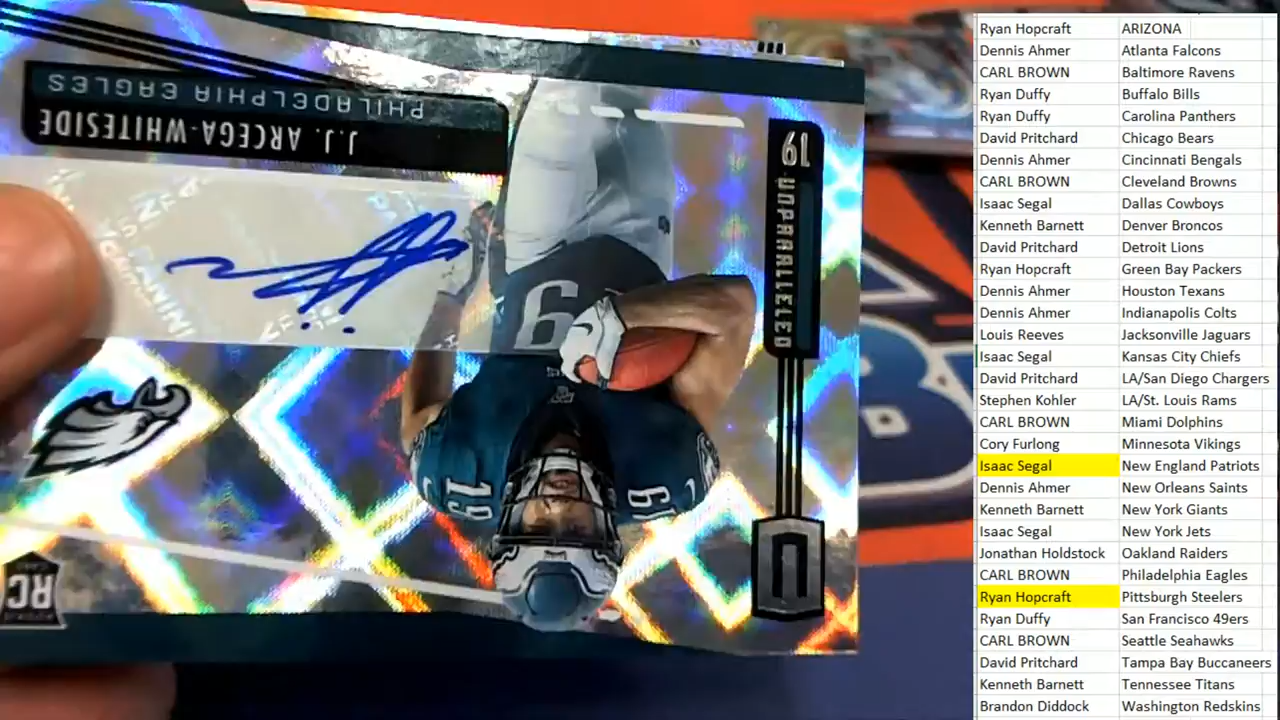 J.J. ARCEGA-WHITESIDE
PHILADELPHIA EAGLES
19
UNPARALLELED
19
19
9
U
RC
Ryan Hopcraft ARIZONA
Dennis Ahmer Atlanta Falcons
CARL BROWN Baltimore Ravens
Ryan Duffy Buffalo Bills
Ryan Duffy Carolina Panthers
David Pritchard Chicago Bears
Dennis Ahmer Cincinnati Bengals
CARL BROWN Cleveland Browns
Isaac Segal Dallas Cowboys
Kenneth Barnett Denver Broncos
David Pritchard Detroit Lions
Ryan Hopcraft Green Bay Packers
Dennis Ahmer Houston Texans
Dennis Ahmer Indianapolis Colts
Louis Reeves Jacksonville Jaguars
Isaac Segal Kansas City Chiefs
David Pritchard LA/San Diego Chargers
Stephen Kohler LA/St. Louis Rams
CARL BROWN Miami Dolphins
Cory Furlong Minnesota Vikings
Isaac Segal New England Patriots
Dennis Ahmer New Orleans Saints
Kenneth Barnett New York Giants
Isaac Segal New York Jets
Jonathan Holdstock Oakland Raiders
CARL BROWN Philadelphia Eagles
Ryan Hopcraft Pittsburgh Steelers
Ryan Duffy San Francisco 49ers
CARL BROWN Seattle Seahawks
David Pritchard Tampa Bay Buccaneers
Kenneth Barnett Tennessee Titans
Brandon Diddock Washington Redskins